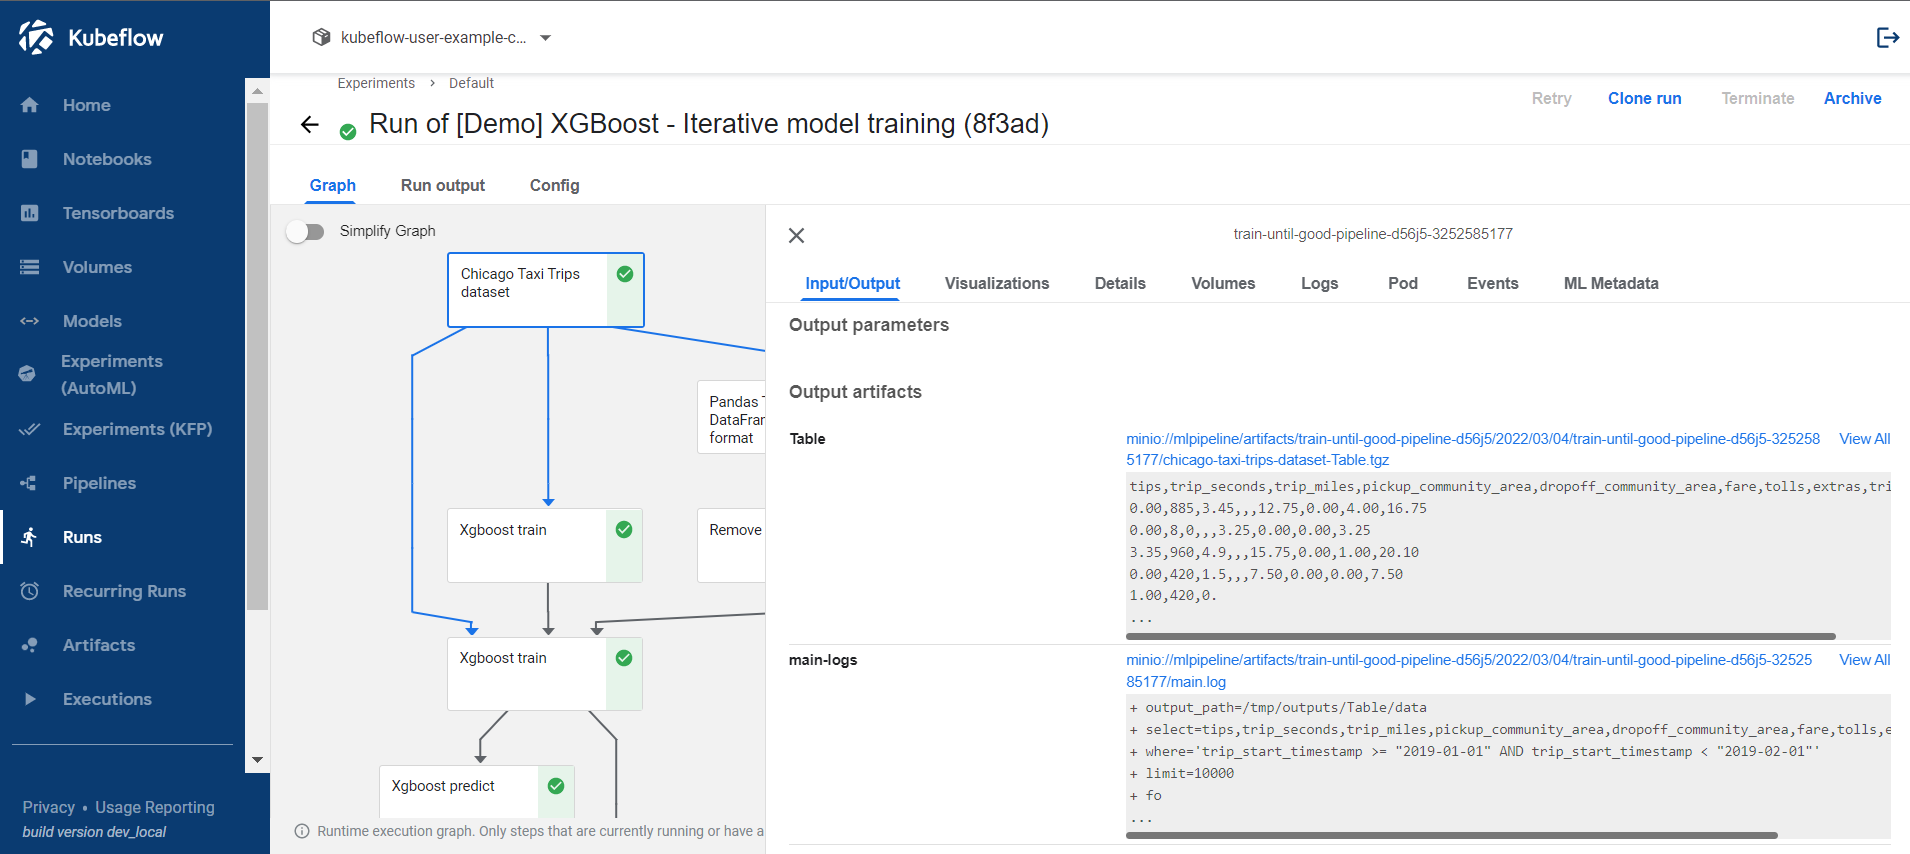 Kubeflow
Home
Notebooks
Tensorboards
Volumes
Models
Experiments
(AutoML)
Experiments (KFP)
Pipelines
Runs
Recurring Runs
Artifacts
Executions
Privacy • Usage Reporting
build version dev_local
kubeflow-user-example-c...
Experiments > Default
Run of [Demo] XGBoost - Iterative model training (8f3ad)
Retry Clone run Terminate Archive
Graph Run output Config
Simplify Graph
Chicago Taxi Trips
dataset
Pandas
DataFrar
format
Xgboost train
Remove
Xgboost train
Xgboost predict
Runtime execution graph. Only steps that are currently running or have a
train-until-good-pipeline-d56j5-3252585177
Input/Output Visualizations Details Volumes Logs Pod Events ML Metadata
Output parameters
Output artifacts
Table
minio://mlpipeline/artifacts/train-until-good-pipeline-d56j5/2022/03/04/train-until-good-pipeline-d56j5-325258
5177/chicago-taxi-trips-dataset-Table.tgz
View All
tips,trip_seconds,trip_miles,pickup_community_area,dropoff_community_area,fare,tolls,extras,tri
0.00,885,3.45,,,12.75,0.00,4.00,16.75
0.00,8,0,,,3.25,0.00,0.00,3.25
3.35,960,4.9,,,15.75,0.00,1.00,20.10
0.00,420,1.5,,,7.50,0.00,0.00,7.50
1.00,420,0.
...
main-logs
minio://mlpipeline/artifacts/train-until-good-pipeline-d56j5/2022/03/04/train-until-good-pipeline-d56j5-32525
85177/main.log
View All
+ output_path=/tmp/outputs/Table/data
+ select=tips,trip_seconds,trip_miles,pickup_community_area,dropoff_community_area,fare,tolls,e
+ where='trip_start_timestamp >= "2019-01-01" AND trip_start_timestamp < "2019-02-01"'
+ limit=10000
+ fo
...